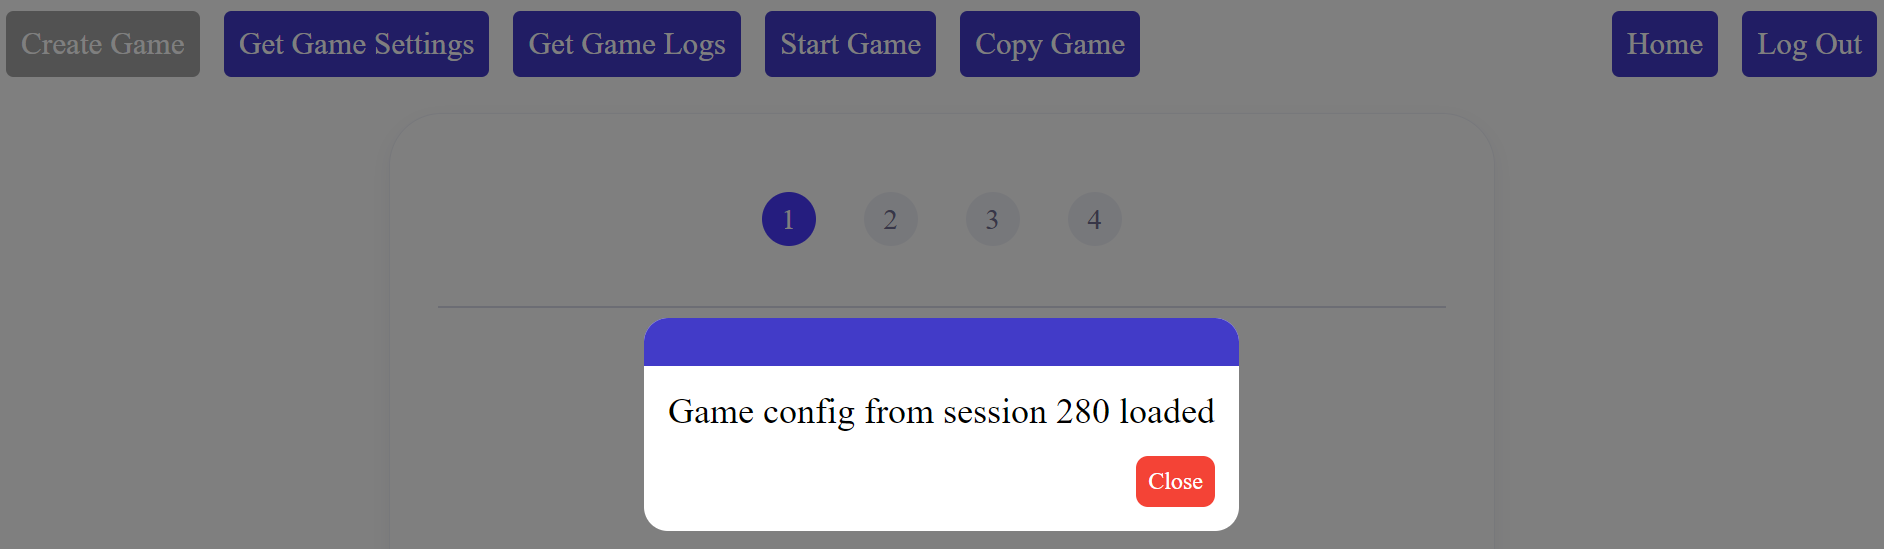 Create Game Get Game Settings Get Game Logs Start Game Copy Game Home Log Out
1 2 3 4
Game config from session 280 loaded
Close